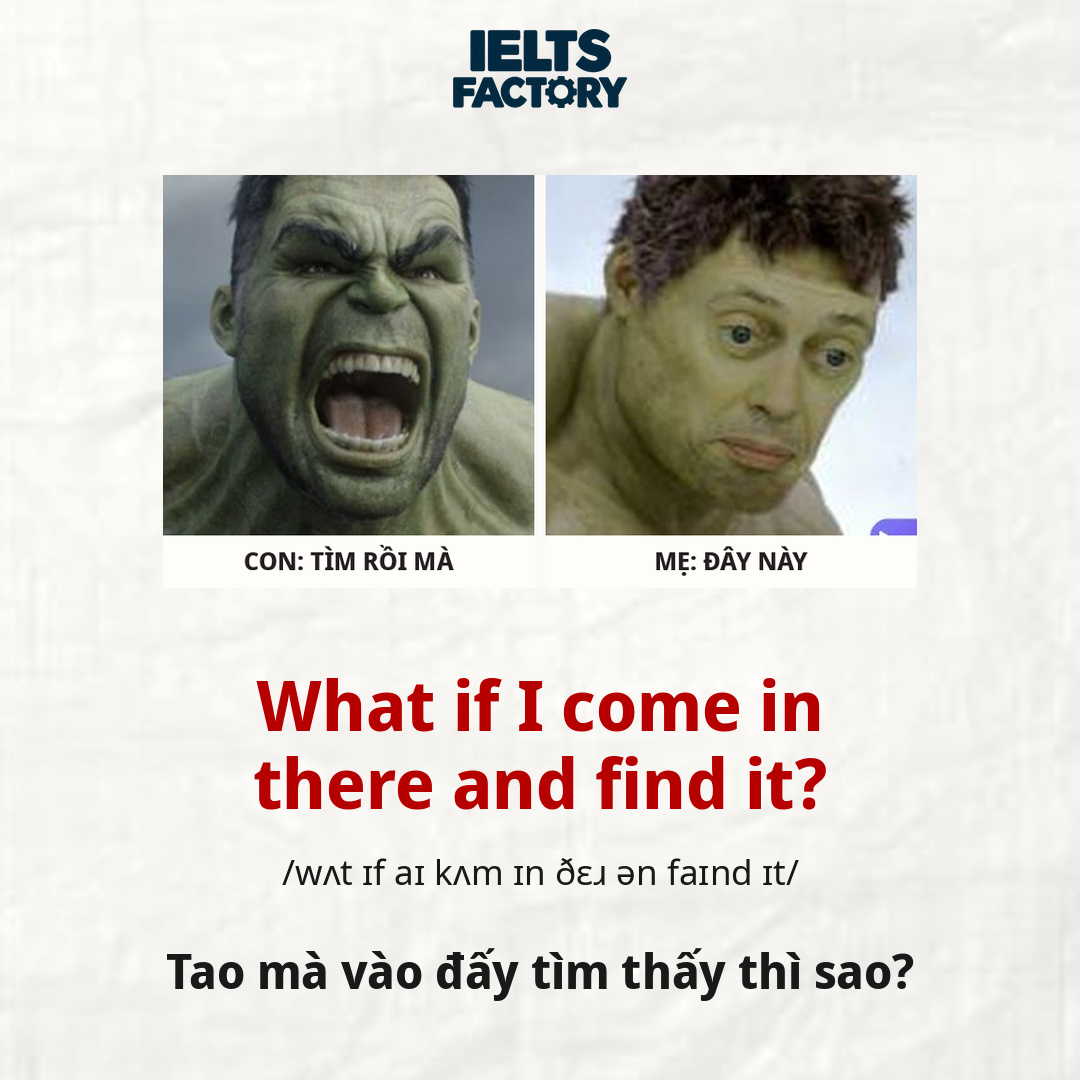 IELTS
FACTORY
CON: TÌM RỒI MÀ
MẸ: ĐÂY NÀY
What if I come in
there and find it?
/wʌt ɪf aɪ kʌm ɪn ðɛɹ ən faɪnd ɪt/
Tao mà vào đấy tìm thấy thì sao?